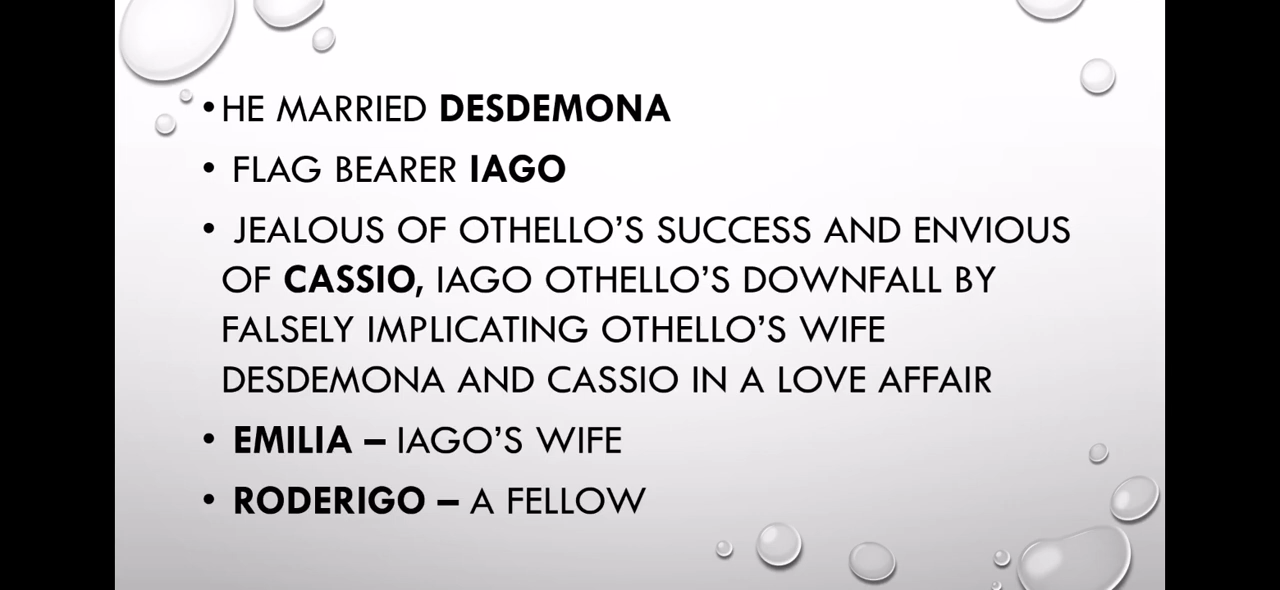 • HE MARRIED DESDEMONA
• FLAG BEARER IAGO
• JEALOUS OF OTHELLO’S SUCCESS AND ENVIOUS
OF CASSIO, IAGO OTHELLO’S DOWNFALL BY
FALSELY IMPLICATING OTHELLO’S WIFE
DESDEMONA AND CASSIO IN A LOVE AFFAIR
• EMILIA – IAGO’S WIFE
• RODERIGO – A FELLOW